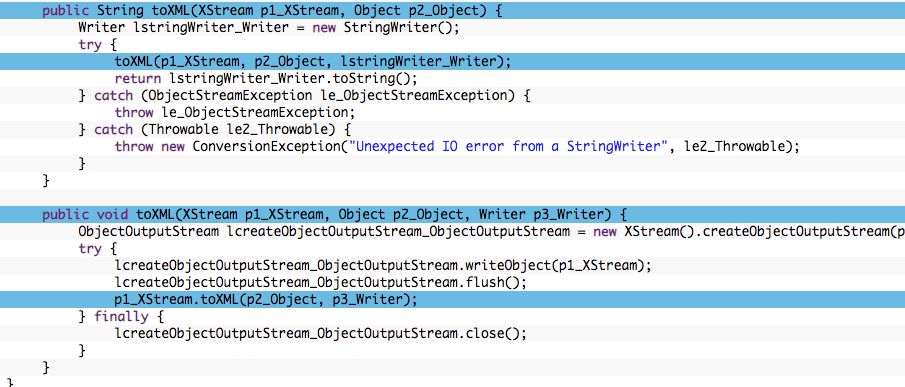 public String toXML(XStream p1_XStream, Object p2_Object) {
Writer lstringWriter_Writer = new StringWriter();
try {
toXML(p1_XStream, p2_Object, lstringWriter_Writer);
return lstringWriter_Writer.toString();
} catch (ObjectStreamException le_ObjectStreamException) {
throw le_ObjectStreamException;
} catch (Throwable le2_Throwable) {
throw new ConversionException("Unexpected IO error from a StringWriter", le2_Throwable);
}
}
public void toXML(XStream p1_XStream, Object p2_Object, Writer p3_Writer) {
ObjectOutputStream lcreateObjectOutputStream_ObjectOutputStream = new XStream().createObjectOutputStream(p
try {
lcreateObjectOutputStream_ObjectOutputStream.writeObject(p1_XStream);
lcreateObjectOutputStream_ObjectOutputStream.flush();
p1_XStream.toXML(p2_Object, p3_Writer);
} finally {
lcreateObjectOutputStream_ObjectOutputStream.close();
}
}
}